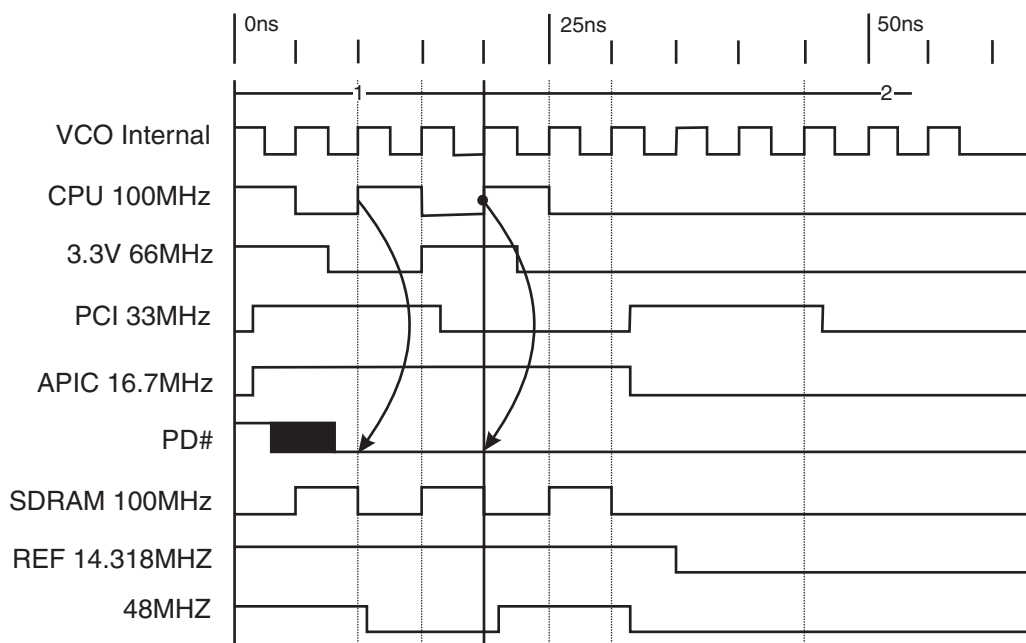 0ns 25ns 50ns
1 2
VCO Internal
CPU 100MHz
3.3V 66MHz
PCI 33MHz
APIC 16.7MHz
PD#
SDRAM 100MHz
REF 14.318MHZ
48MHZ